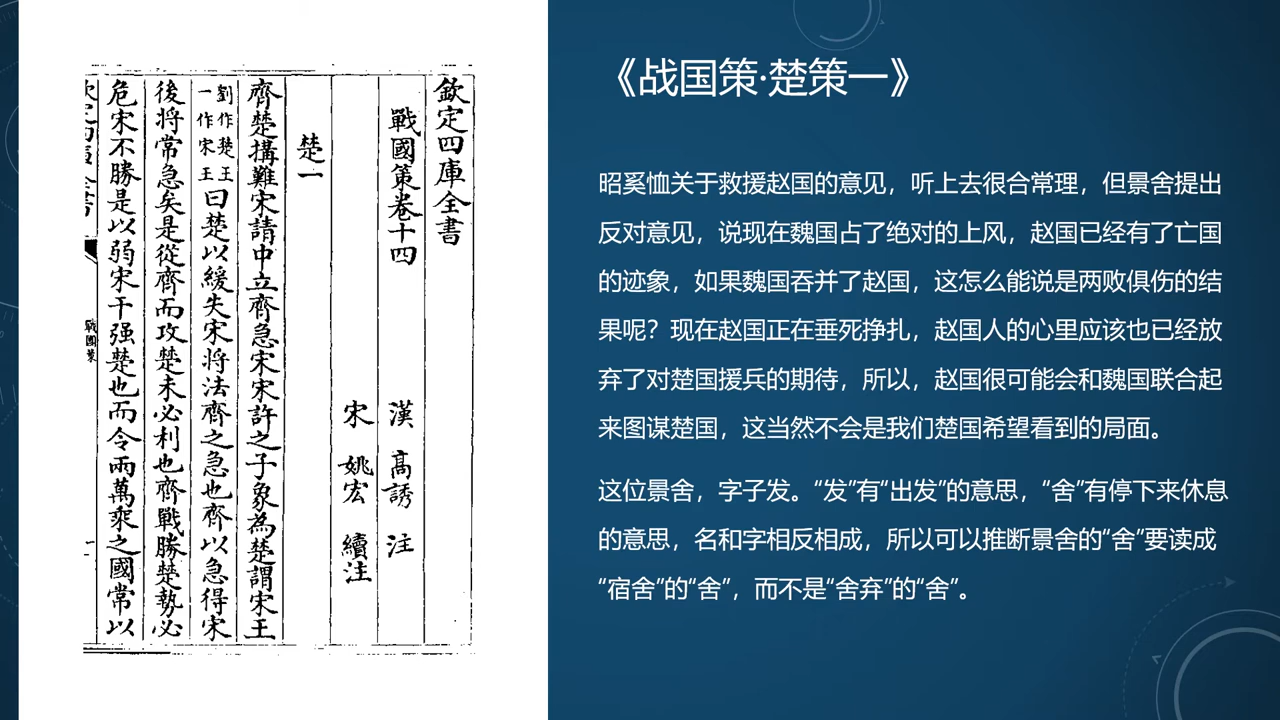 《战国策·楚策一》
昭奚恤关于救援赵国的意见，听上去很合常理，但景舍提出
反对意见，说现在魏国占了绝对的上风，赵国已经有了亡国
的迹象，如果魏国吞并了赵国，这怎么能说是两败俱伤的结
果呢？现在赵国正在垂死挣扎，赵国人的心里应该也已经放
弃了对楚国援兵的期待，所以，赵国很可能会和魏国联合起
来图谋楚国，这当然不会是我们楚国希望看到的局面。
这位景舍，字子发。“发”有“出发”的意思，“舍”有停下来休息
的意思，名和字相反相成，所以可以推断景舍的“舍”要读成
“宿舍”的“舍”，而不是“舍弃”的“舍”。
欽定四庫全書
戰國策卷十四
漢 高誘 注
宋 姚宏 續注
楚一
齊楚搆難宋請中立齊急宋宋許之子象為楚謂宋王
劉作楚王
一作宋王
曰楚以緩失宋將法齊之急也齊以急得宋
後將常急矣是從齊而攻楚未必利也齊戰勝楚勢必
危宋不勝是以弱宋干强楚也而令兩萬乘之國常以
戰國策